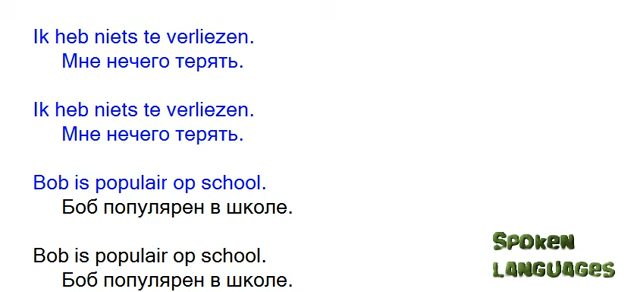 Ik heb niets te verliezen.
Мне нечего терять.
Ik heb niets te verliezen.
Мне нечего терять.
Bob is populair op school.
Боб популярен в школе.
Bob is populair op school.
Боб популярен в школе.
Spoken
Languages